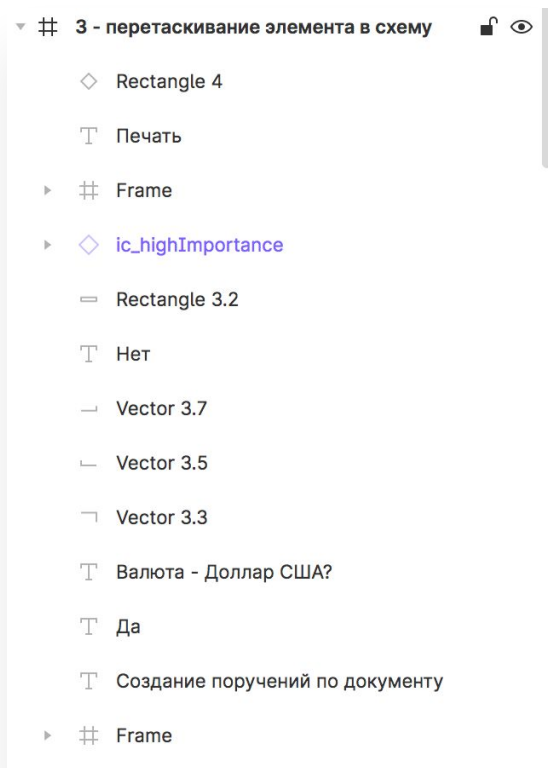 3 - перетаскивание элемента в схему
Rectangle 4
Печать
Frame
ic_highImportance
Rectangle 3.2
Нет
Vector 3.7
Vector 3.5
Vector 3.3
Валюта - Доллар США?
Да
Создание поручений по документу
Frame